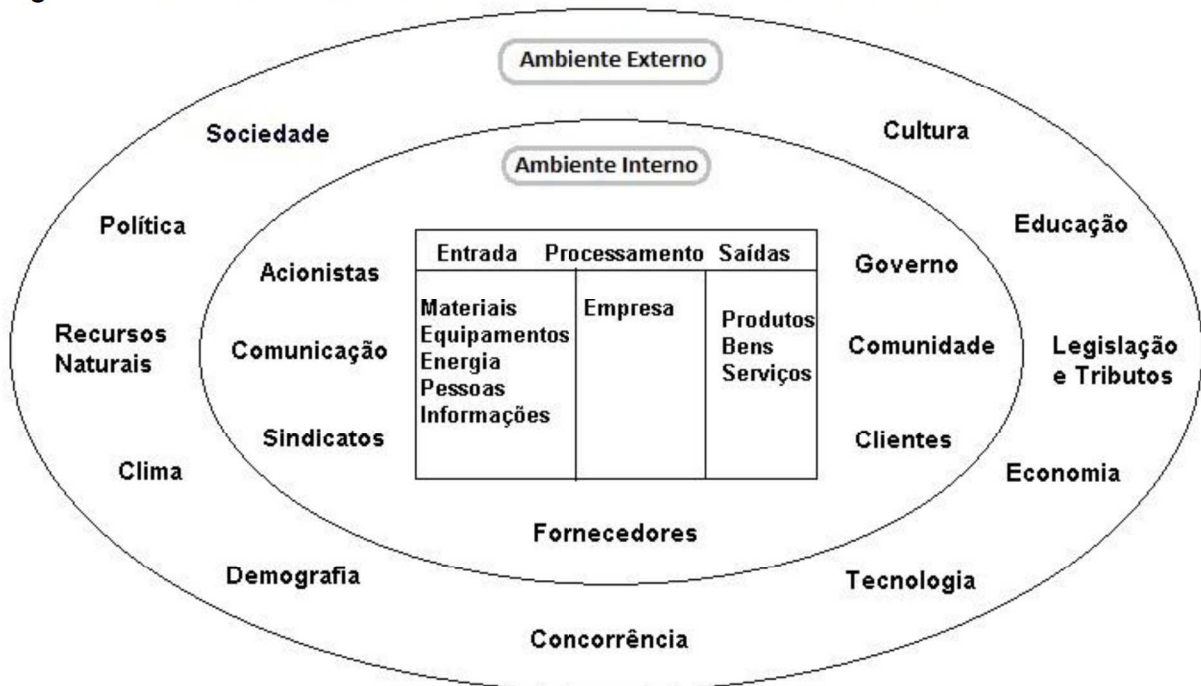 Ambiente Externo
Sociedade
Cultura
Ambiente Interno
Política
Educação
Acionistas
Governo
Entrada Processamento Saídas
Materiais
Equipamentos
Energia
Pessoas
Informações
Empresa
Produtos
Bens
Serviços
Recursos
Naturais
Comunicação
Comunidade
Legislação
e Tributos
Sindicatos
Clientes
Clima
Economia
Fornecedores
Demografia
Tecnologia
Concorrência